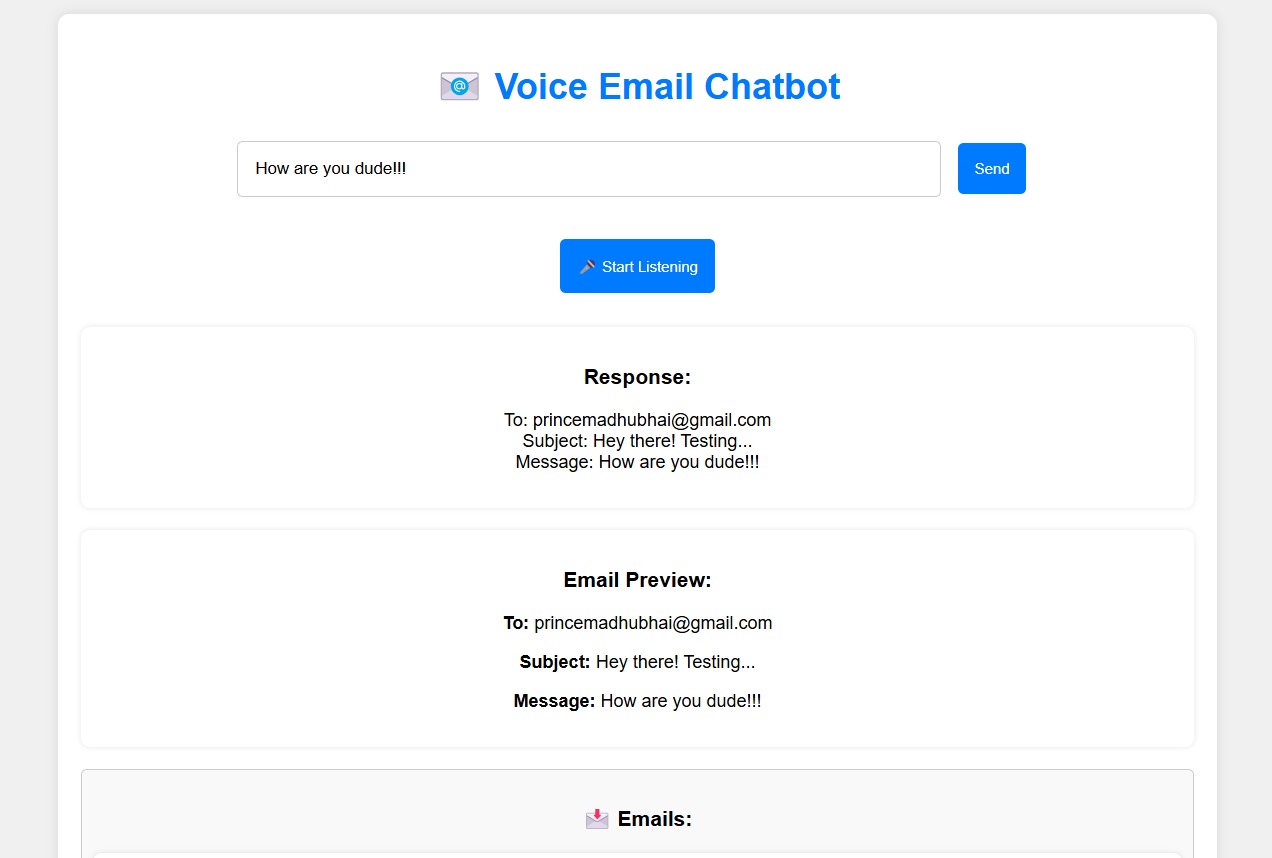 Voice Email Chatbot
How are you dude!!!
Send
Start Listening
Response:
To: princemadhubhai@gmail.com
Subject: Hey there! Testing...
Message: How are you dude!!!
Email Preview:
To: princemadhubhai@gmail.com
Subject: Hey there! Testing...
Message: How are you dude!!!
Emails: